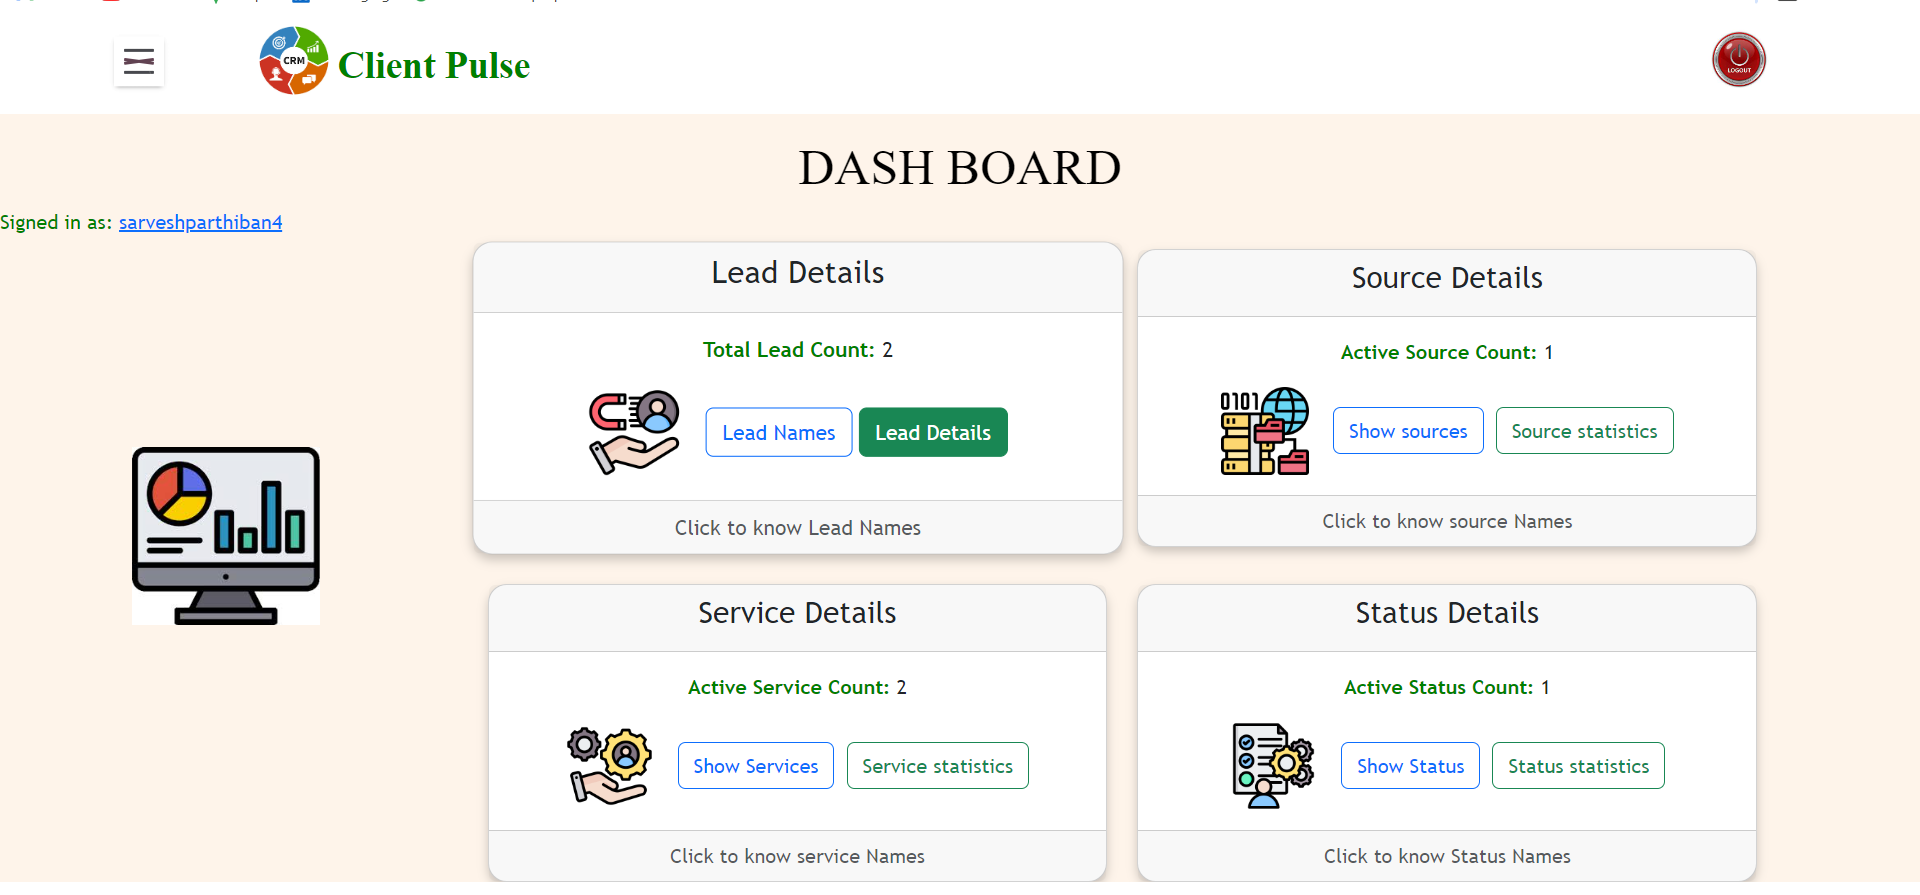 CRM
Client Pulse
LOGOUT
DASH BOARD
Signed in as: sarveshparthiban4
Lead Details
Total Lead Count: 2
Lead Names
Lead Details
Click to know Lead Names
Source Details
Active Source Count: 1
0101
Show sources
Source statistics
Click to know source Names
Service Details
Active Service Count: 2
Show Services
Service statistics
Click to know service Names
Status Details
Active Status Count: 1
Show Status
Status statistics
Click to know Status Names